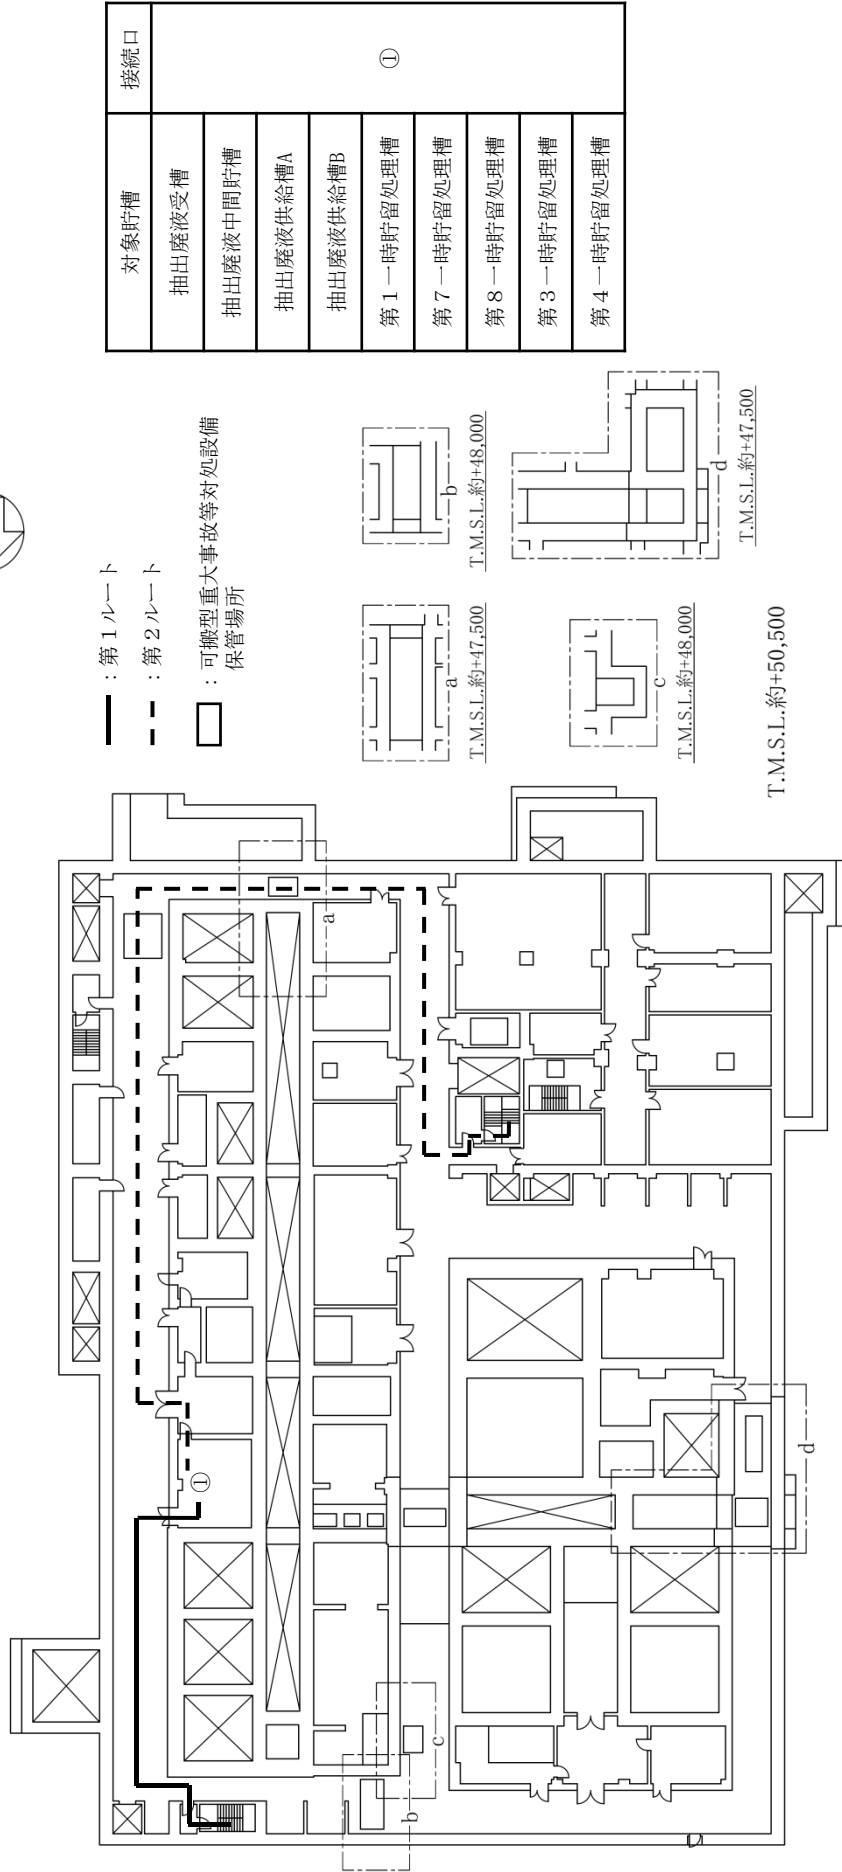 対象貯槽 接続口
抽出廃液受槽 ①
抽出廃液中間貯槽
抽出廃液供給槽A
抽出廃液供給槽B
第1一時貯留処理槽
第7一時貯留処理槽
第8一時貯留処理槽
第3一時貯留処理槽
第4一時貯留処理槽
：第1ルート
：第2ルート
：可搬型重大事故等対処設備
保管場所
a
T.M.S.L.約+47,500
b
T.M.S.L.約+48,000
c
T.M.S.L.約+48,000
d
T.M.S.L.約+47,500
T.M.S.L.約+50,500
①
a
b
c
d